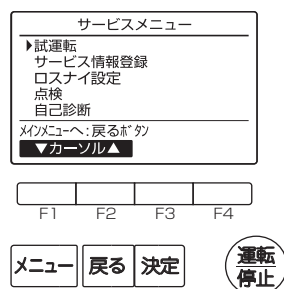 サービスメニュー
▶試運転
サービス情報登録
ロスナイ設定
点検
自己診断
ﾒｲﾝﾒﾆｭｰへ:戻るﾎﾞﾀﾝ
▼カーソル▲
F1 F2 F3 F4
メニュー 戻る 決定 運転
停止